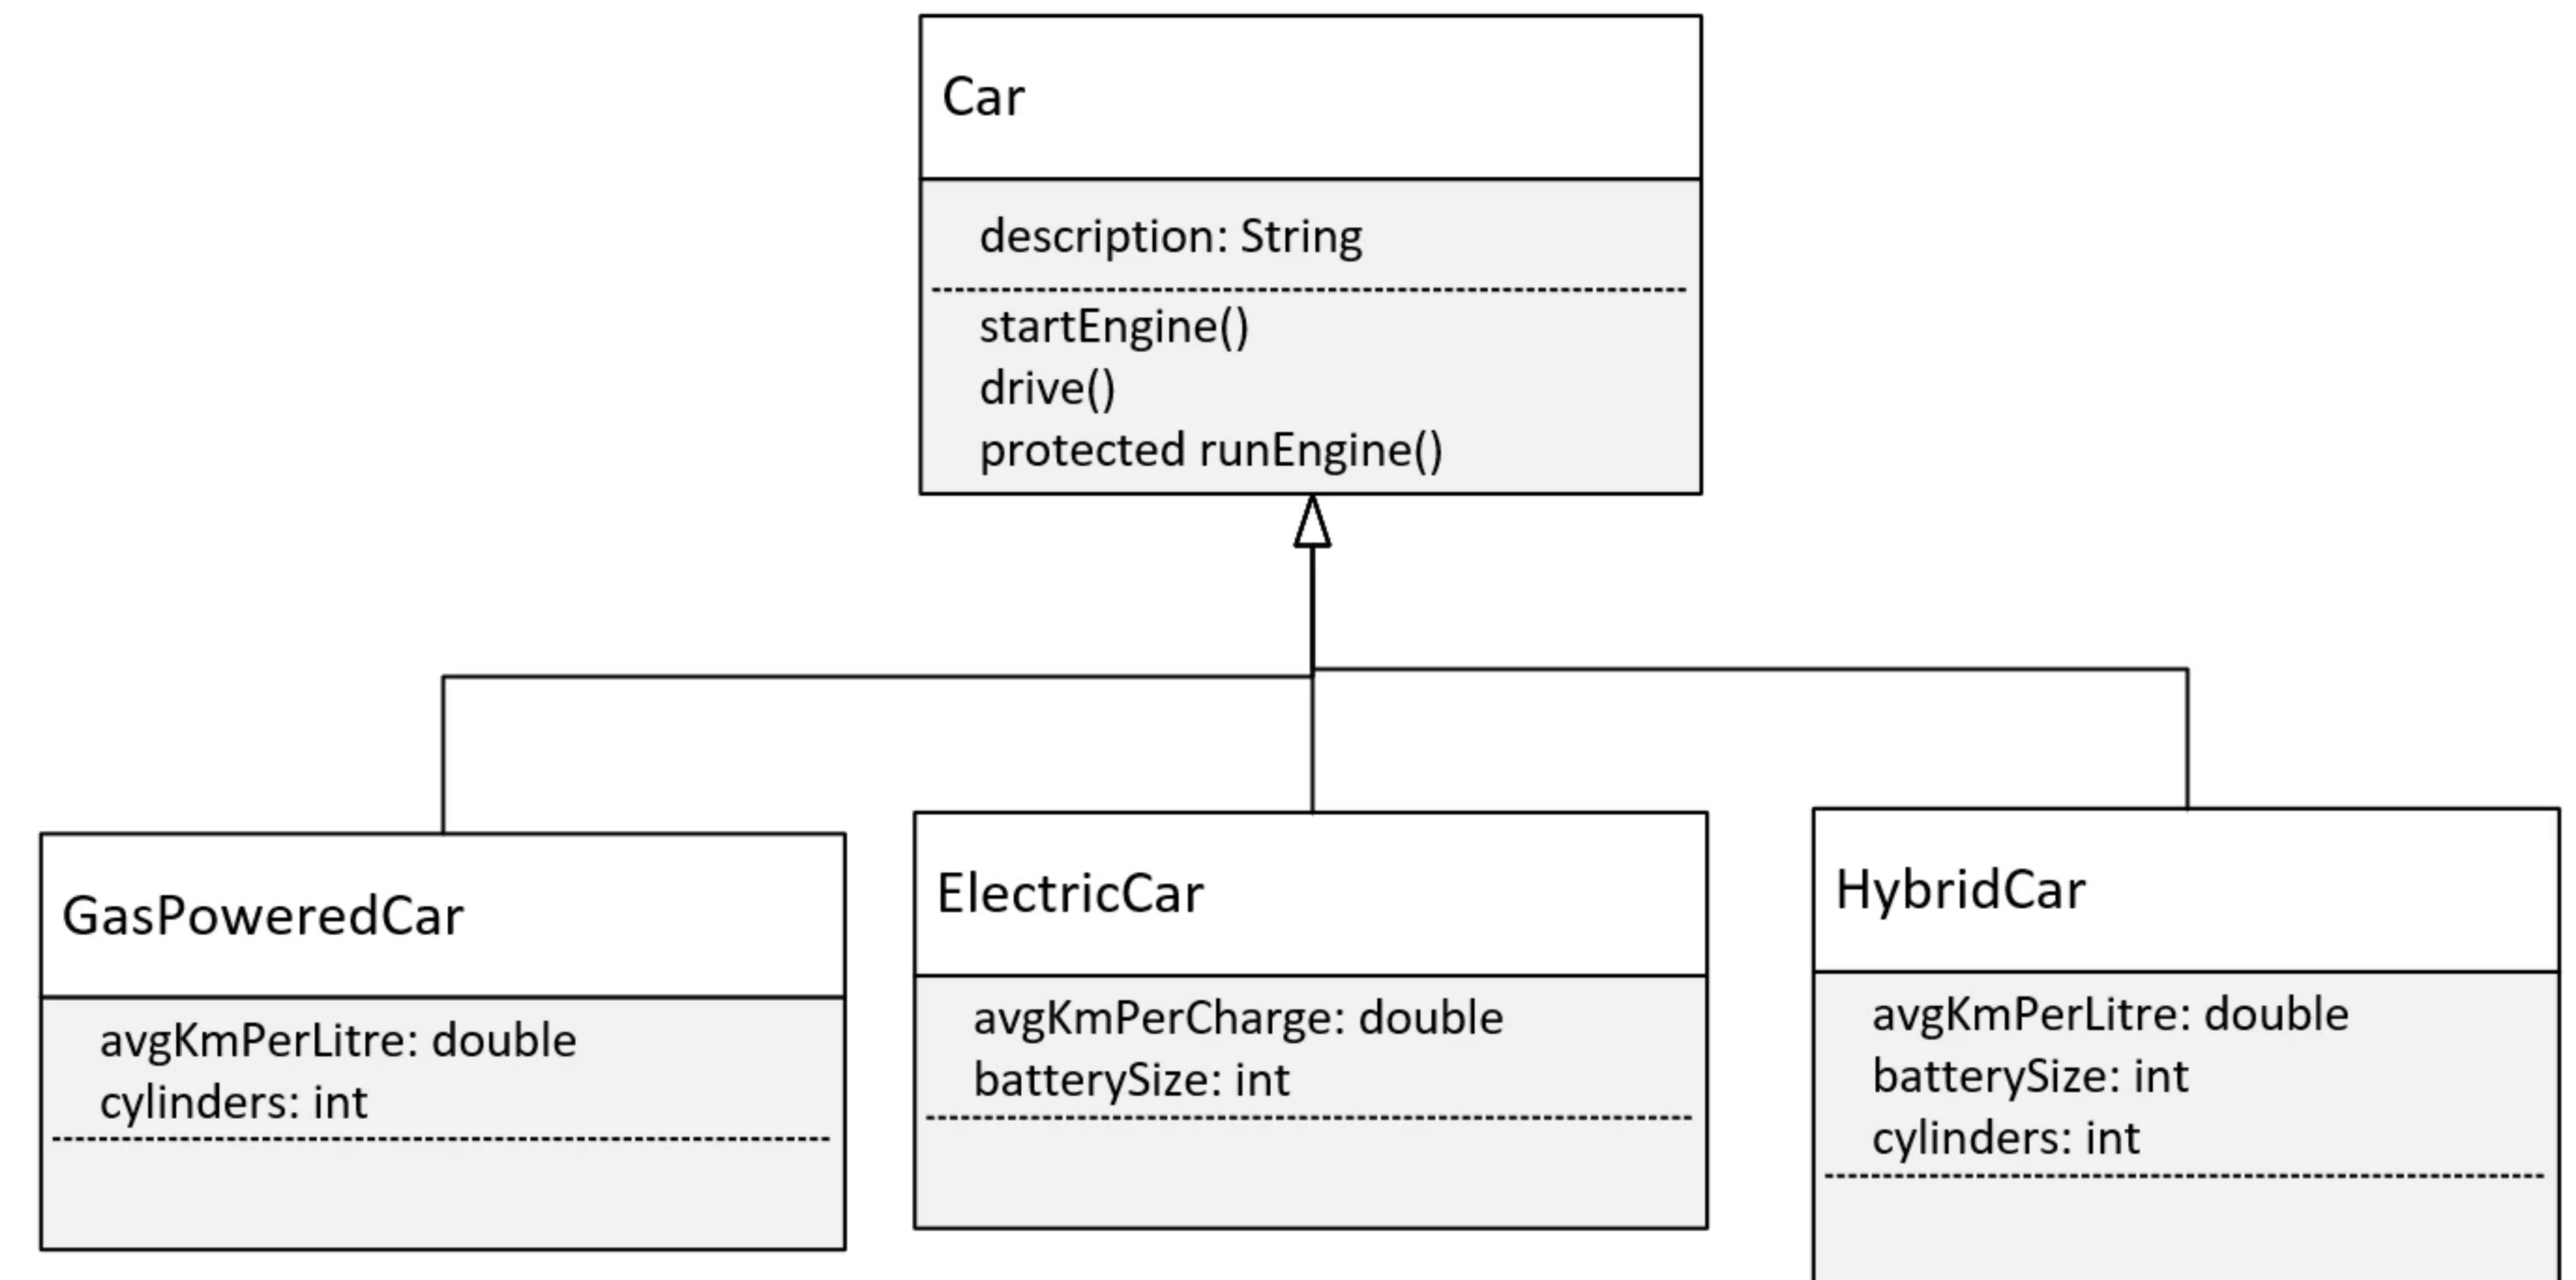 Car
description: String
startEngine()
drive()
protected runEngine()
GasPoweredCar
avgKmPerLitre: double
cylinders: int
ElectricCar
avgKmPerCharge: double
batterySize: int
HybridCar
avgKmPerLitre: double
batterySize: int
cylinders: int